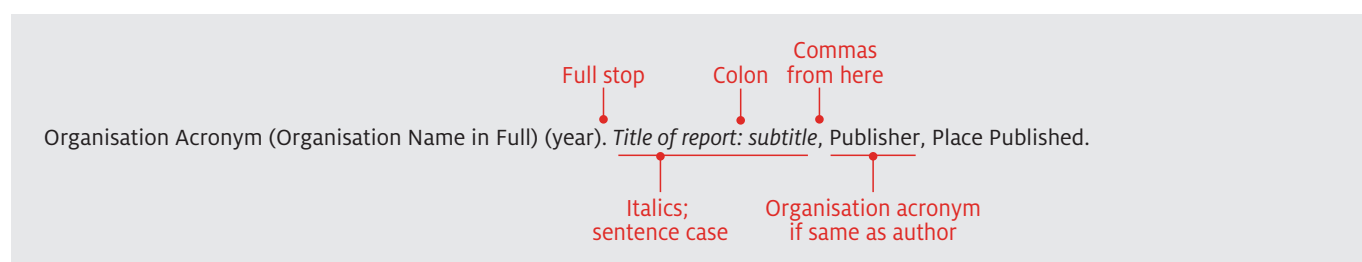 Commas
Full stop Colon from here
Organisation Acronym (Organisation Name in Full) (year). Title of report: subtitle, Publisher, Place Published.
Italics; Organisation acronym
sentence case if same as author